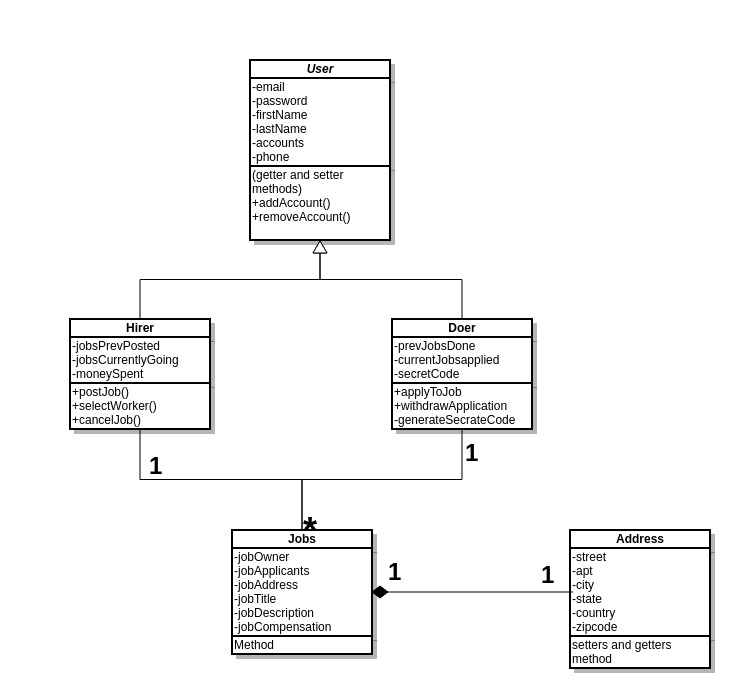 User
-email
-password
-firstName
-lastName
-accounts
-phone
(getter and setter
methods)
+addAccount()
+removeAccount()
Hirer
-jobsPrevPosted
-jobsCurrentlyGoing
-moneySpent
+postJob()
+selectWorker()
+cancelJob()
Doer
-prevJobsDone
-currentJobsapplied
-secretCode
+applyToJob
+withdrawApplication
-generateSecrateCode
1
1
*
Jobs
-jobOwner
-jobApplicants
-jobAddress
-jobTitle
-jobDescription
-jobCompensation
Method
1
1
Address
-street
-apt
-city
-state
-country
-zipcode
setters and getters
method